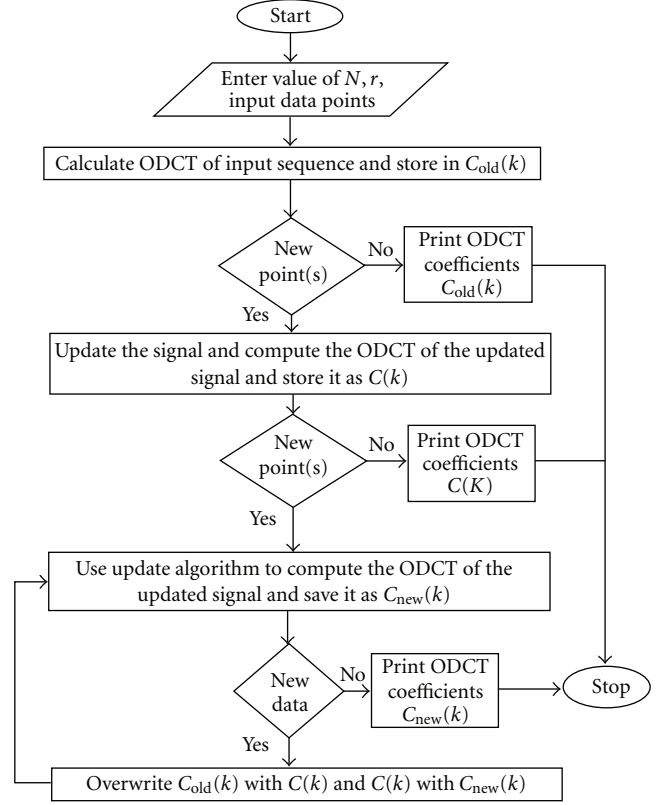 Start
Enter value of N, r,
input data points
Calculate ODCT of input sequence and store in C_old(k)
New
point(s)
No
Print ODCT
coefficients
C_old(k)
Yes
Update the signal and compute the ODCT of the updated
signal and store it as C(k)
New
point(s)
No
Print ODCT
coefficients
C(K)
Yes
Use update algorithm to compute the ODCT of the
updated signal and save it as C_new(k)
New
data
No
Print ODCT
coefficients
C_new(k)
Stop
Yes
Overwrite C_old(k) with C(k) and C(k) with C_new(k)